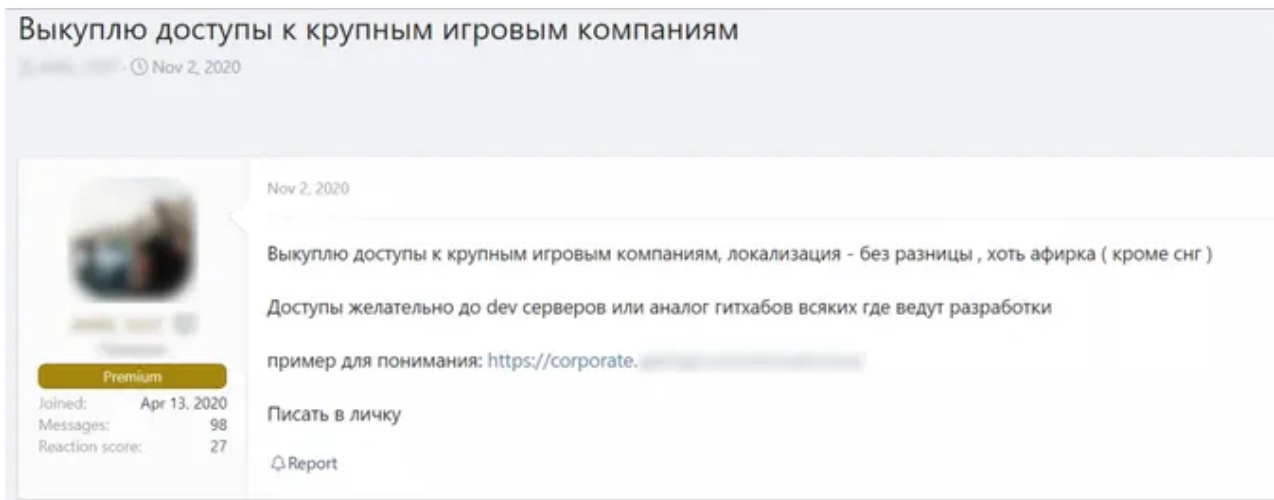 Выкуплю доступы к крупным игровым компаниям
Nov 2, 2020
Nov 2, 2020
Выкуплю доступы к крупным игровым компаниям, локализация - без разницы , хоть афирка ( кроме снг )
Доступы желательно до dev серверов или аналог гитхабов всяких где ведут разработки
пример для понимания: https://corporate.
Писать в личку
Premium
Joined: Apr 13, 2020
Messages: 98
Reaction score: 27
Report